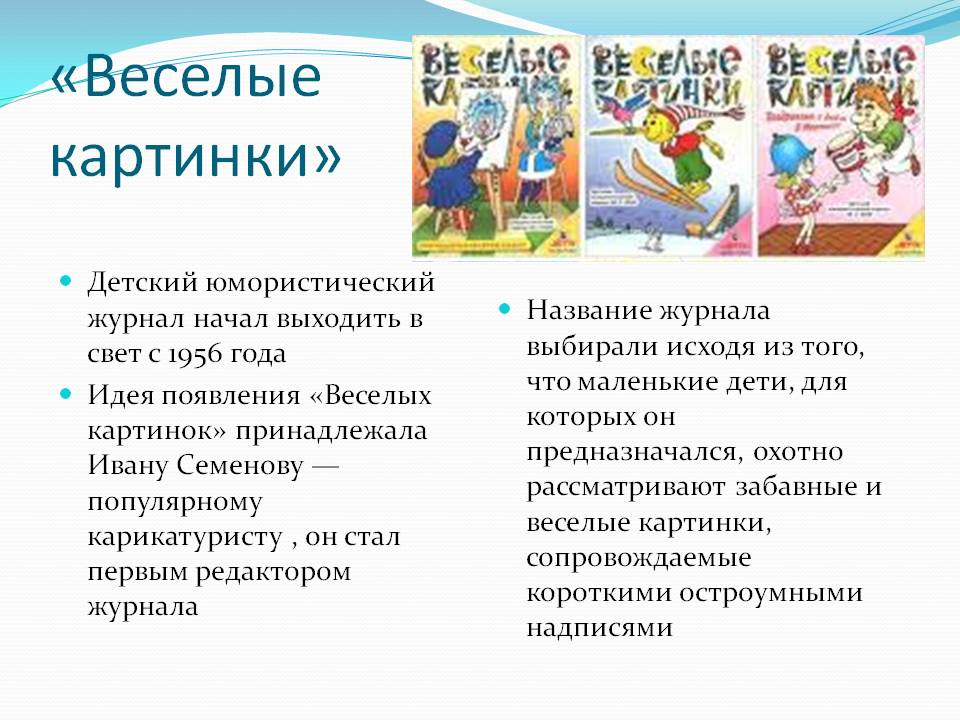 «Веселые
картинки»
ВЕСЕЛЫЕ
КАРТИНКИ
ВЕСЕЛЫЕ
КАРТИНКИ
ВЕСЕЛЫЕ
КАРТИНКИ
Детский юмористический
журнал начал выходить в
свет с 1956 года
Идея появления «Веселых
картинок» принадлежала
Ивану Семенову —
популярному
карикатуристу , он стал
первым редактором
журнала
Название журнала
выбирали исходя из того,
что маленькие дети, для
которых он
предназначался, охотно
рассматривают забавные и
веселые картинки,
сопровождаемые
короткими остроумными
надписями